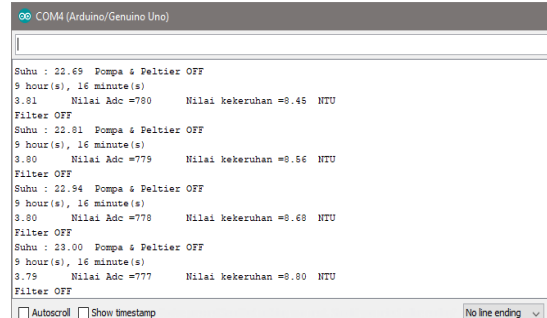 COM4 (Arduino/Genuino Uno)
Suhu : 22.69 Pompa & Peltier OFF
9 hour(s), 16 minute(s)
3.81 Nilai Adc =780 Nilai kekeruhan =8.45 NTU
Filter OFF
Suhu : 22.81 Pompa & Peltier OFF
9 hour(s), 16 minute(s)
3.80 Nilai Adc =779 Nilai kekeruhan =8.56 NTU
Filter OFF
Suhu : 22.94 Pompa & Peltier OFF
9 hour(s), 16 minute(s)
3.80 Nilai Adc =778 Nilai kekeruhan =8.68 NTU
Filter OFF
Suhu : 23.00 Pompa & Peltier OFF
9 hour(s), 16 minute(s)
3.79 Nilai Adc =777 Nilai kekeruhan =8.80 NTU
Filter OFF
Autoscroll Show timestamp No line ending